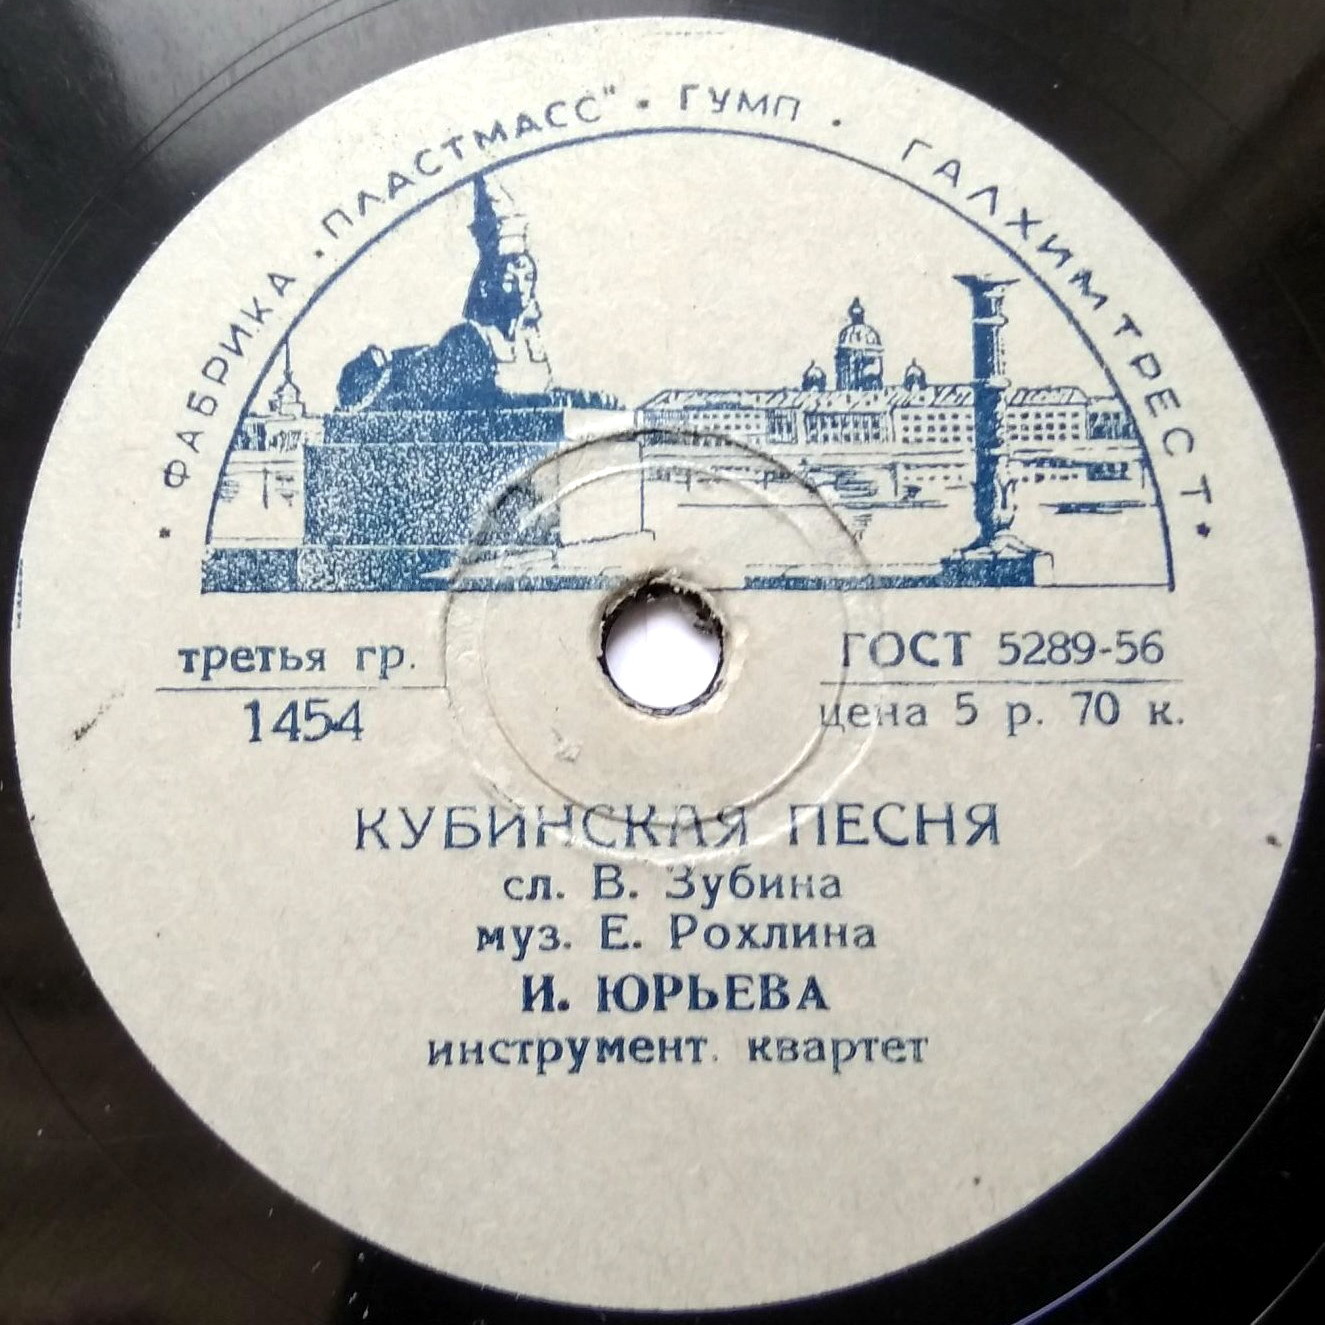 * ФАБРИКА „ПЛАСТМАСС" • ГУМП • ГАЛХИМТРЕСТ *
третья гр.
1454
ГОСТ 5289-56
цена 5 р. 70 к.
КУБИНСКАЯ ПЕСНЯ
сл. В. Зубина
муз. Е. Рохлина
И. ЮРЬЕВА
инструмент. квартет